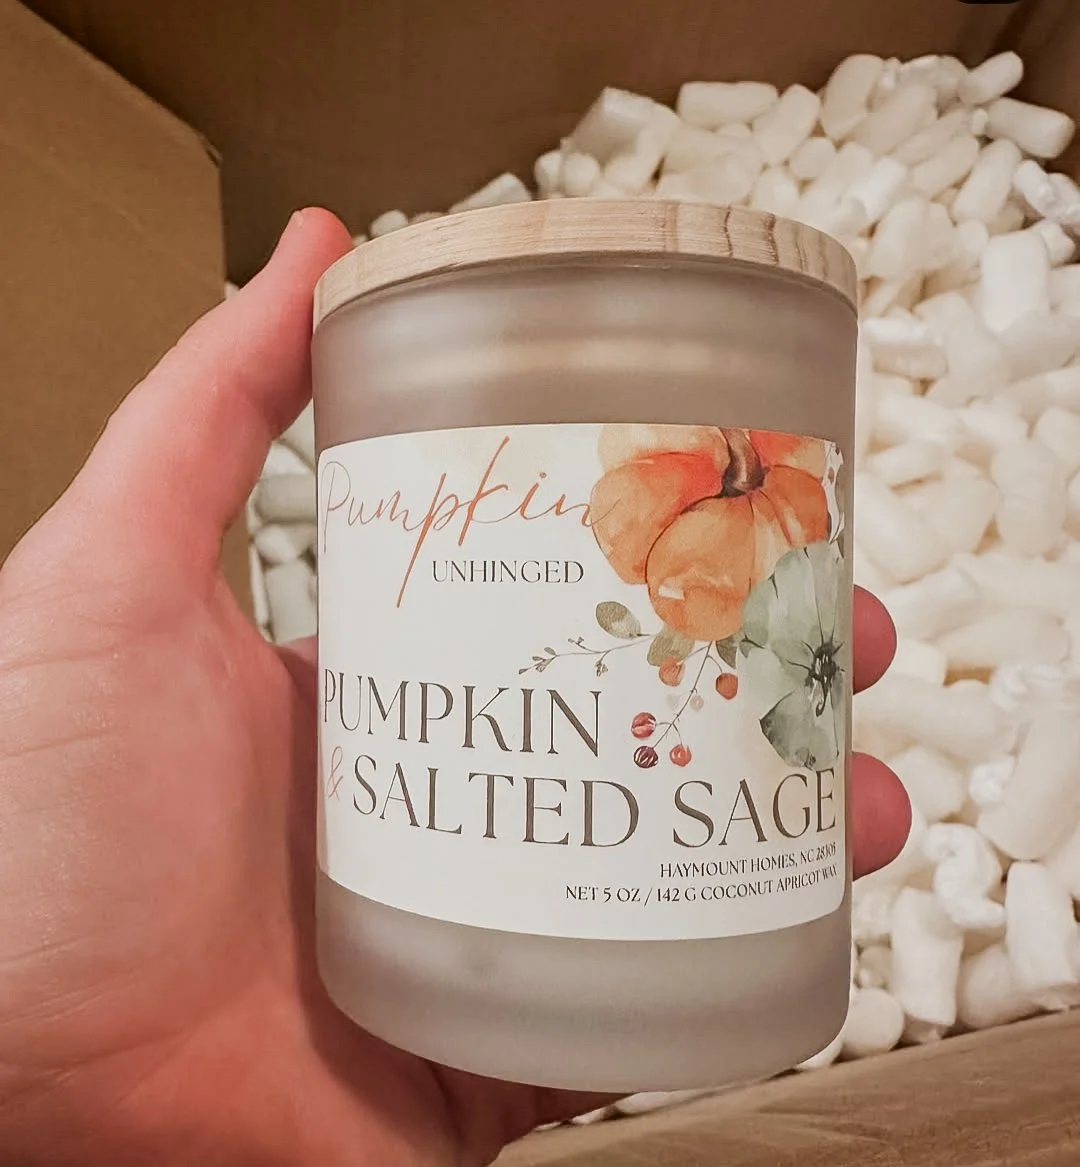 Pumpkin
UNHINGED
PUMPKIN
& SALTED SAGE
HAYMOUNT HOMES, NC 28305
NET 5 OZ / 142 G COCONUT APRICOT WAX